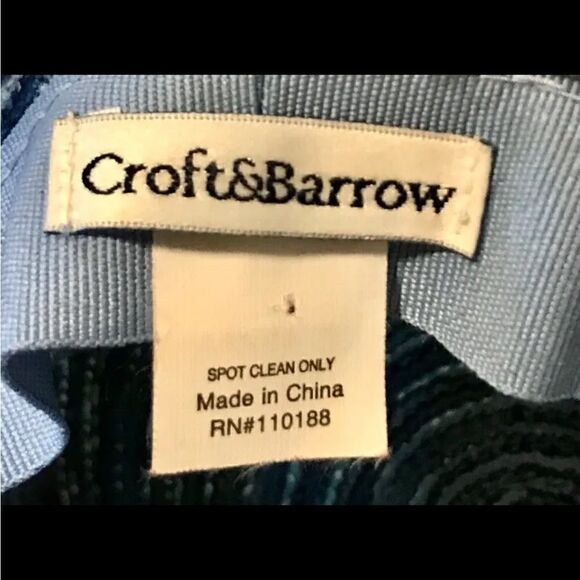 Croft&Barrow
SPOT CLEAN ONLY
Made in China
RN#110188